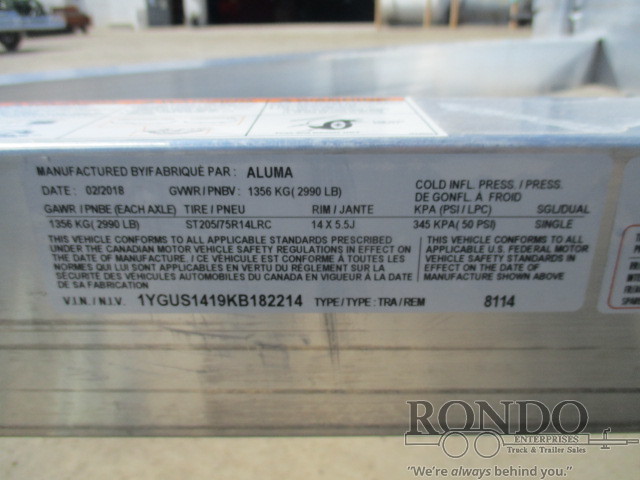 MANUFACTURED BY/FABRIQUÉ PAR : ALUMA
DATE : 02/2018 GVWR / PNBV : 1356 KG( 2990 LB)
COLD INFL. PRESS. / PRESS.
DE GONFL. À FROID
GAWR / PNBE (EACH AXLE) TIRE / PNEU RIM / JANTE KPA (PSI / LPC) SGL/DUAL
1356 KG( 2990 LB) ST205/75R14LRC 14 X 5.5J 345 KPA( 50 PSI) SINGLE
THIS VEHICLE CONFORMS TO ALL APPLICABLE STANDARDS PRESCRIBED
UNDER THE CANADIAN MOTOR VEHICLE SAFETY REGULATIONS IN EFFECT ON
THE DATE OF MANUFACTURE. / CE VÉHICULE EST CONFORME À TOUTES LES
NORMES QUI LUI SONT APPLICABLES EN VERTU DU RÈGLEMENT SUR LA
SÉCURITÉ DES VÉHICULES AUTOMOBILES DU CANADA EN VIGUEUR À LA DATE
DE SA FABRICATION
THIS VEHICLE CONFORMS TO ALL
APPLICABLE U.S. FEDERAL MOTOR
VEHICLE SAFETY STANDARDS IN
EFFECT ON THE DATE OF
MANUFACTURE SHOWN ABOVE
V.I.N. / N.I.V. 1YGUS1419KB182214 TYPE / TYPE : TRA / REM 8114
RONDO
ENTERPRISES
Truck & Trailer Sales
"We're always behind you."